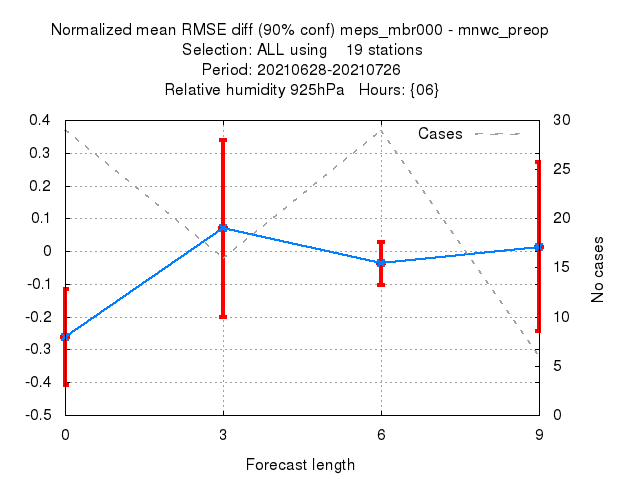 Normalized mean RMSE diff (90% conf) meps_mbr000 - mnwc_preop
Selection: ALL using    19 stations
Period: 20210628-20210726
Relative humidity 925hPa   Hours: {06}
0.4
0.3
0.2
0.1
0
-0.1
-0.2
-0.3
-0.4
-0.5
Cases
30
25
20
15
10
5
0
No cases
0 3 6 9
Forecast length